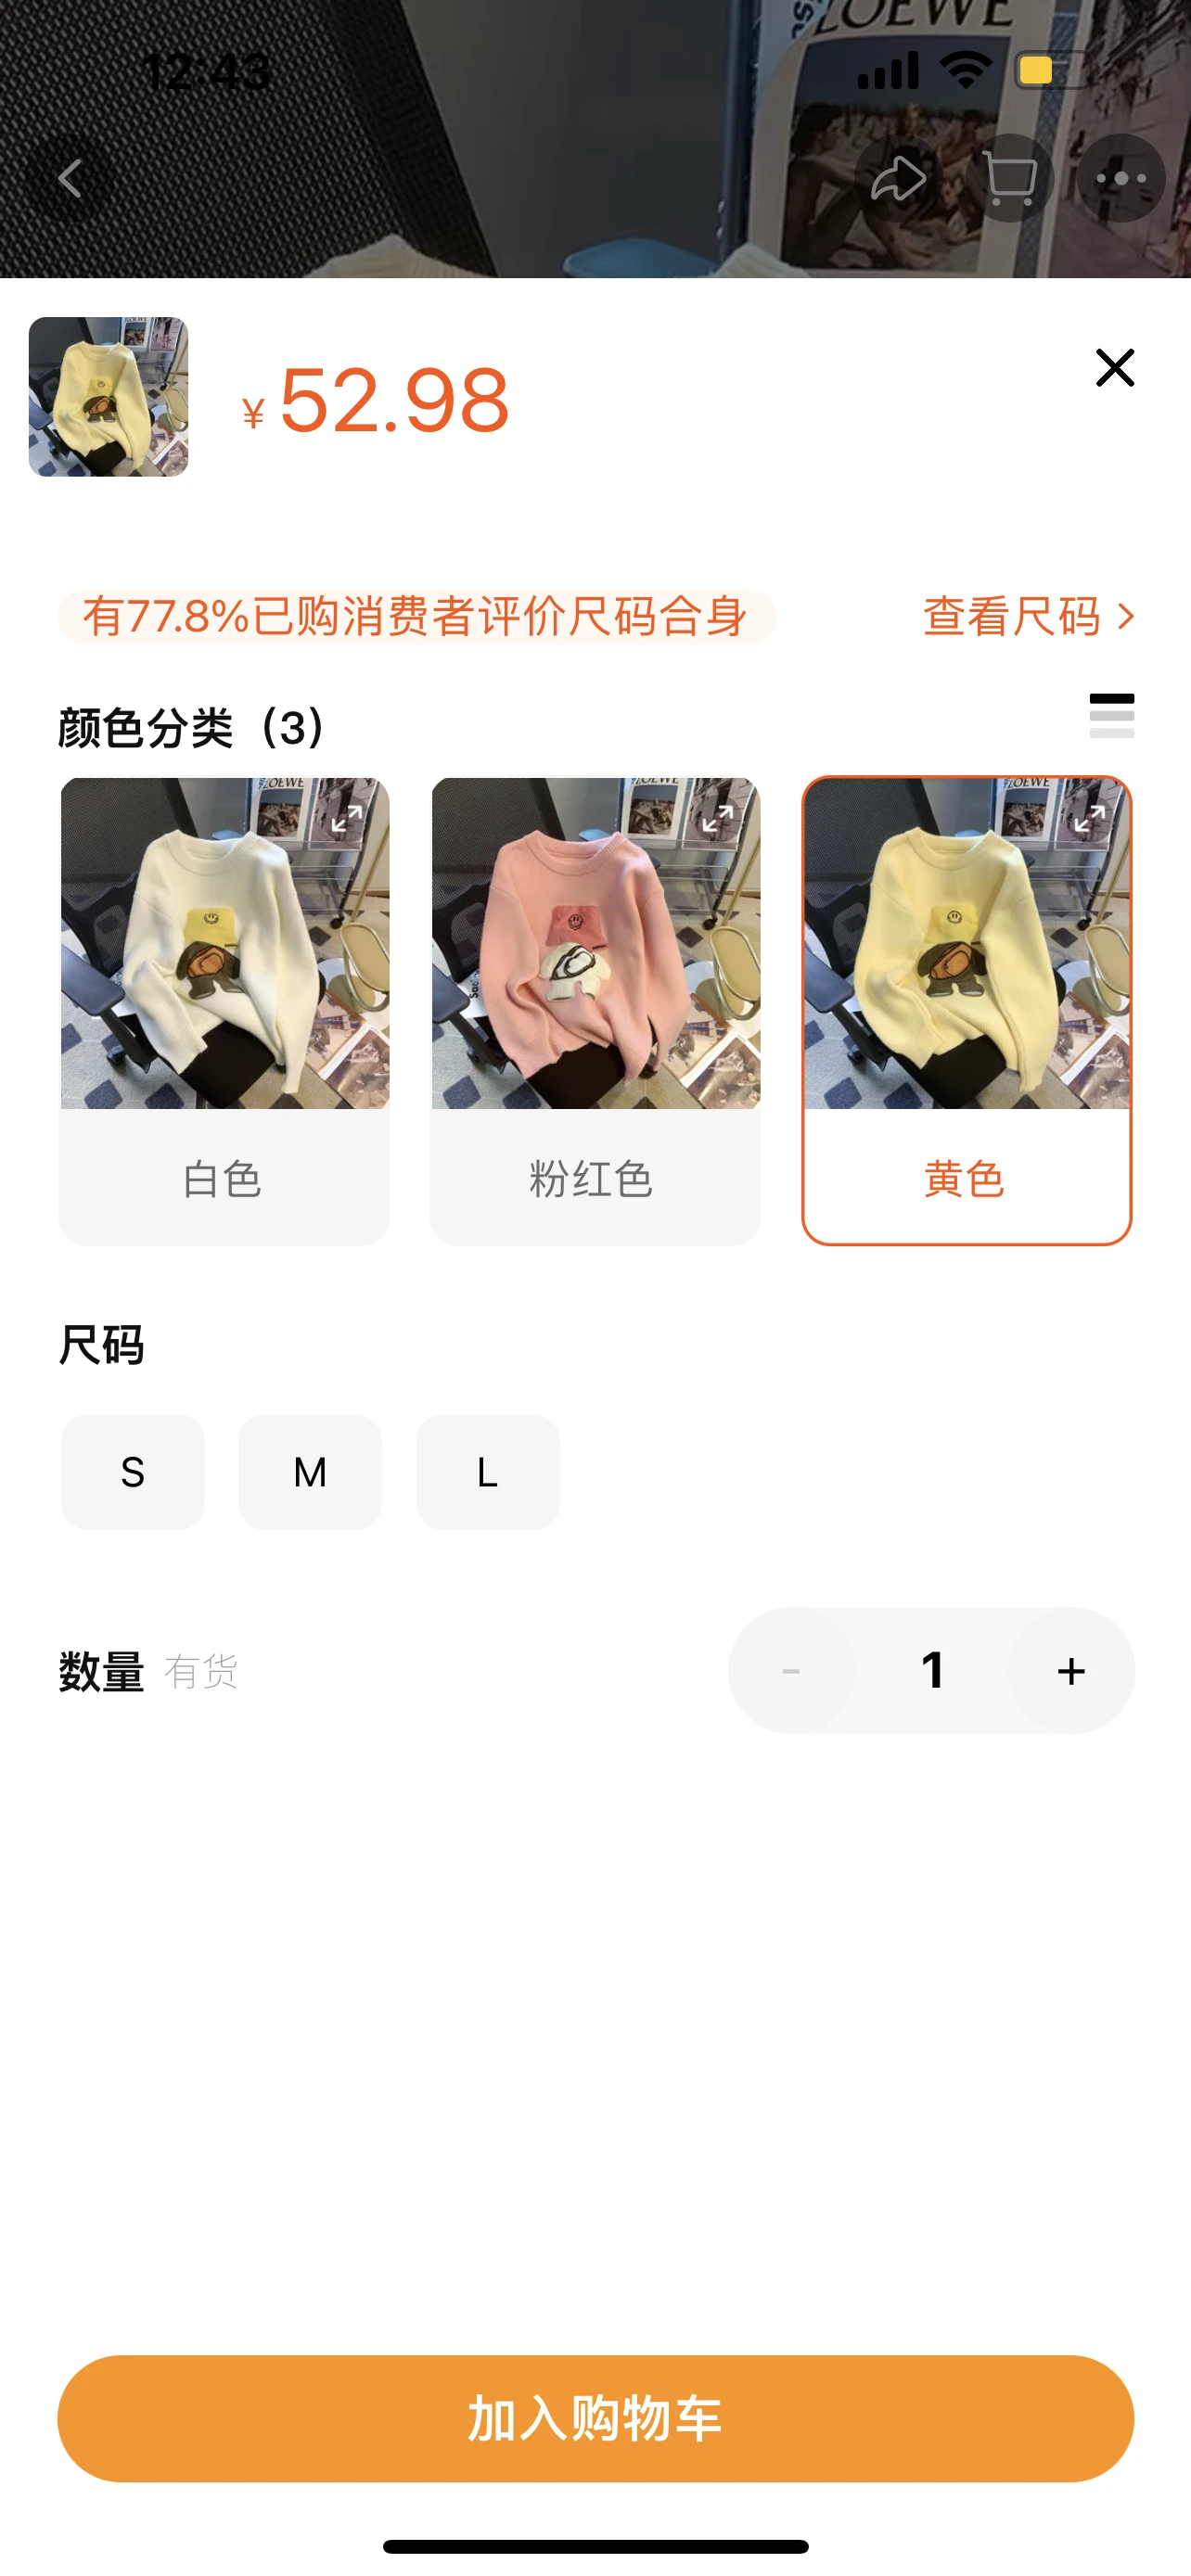 12:43
LOEWE
¥ 52.98
有77.8%已购消费者评价尺码合身
查看尺码 >
颜色分类（3）
白色 粉红色 黄色
尺码
S M L
数量 有货
- 1 +
加入购物车